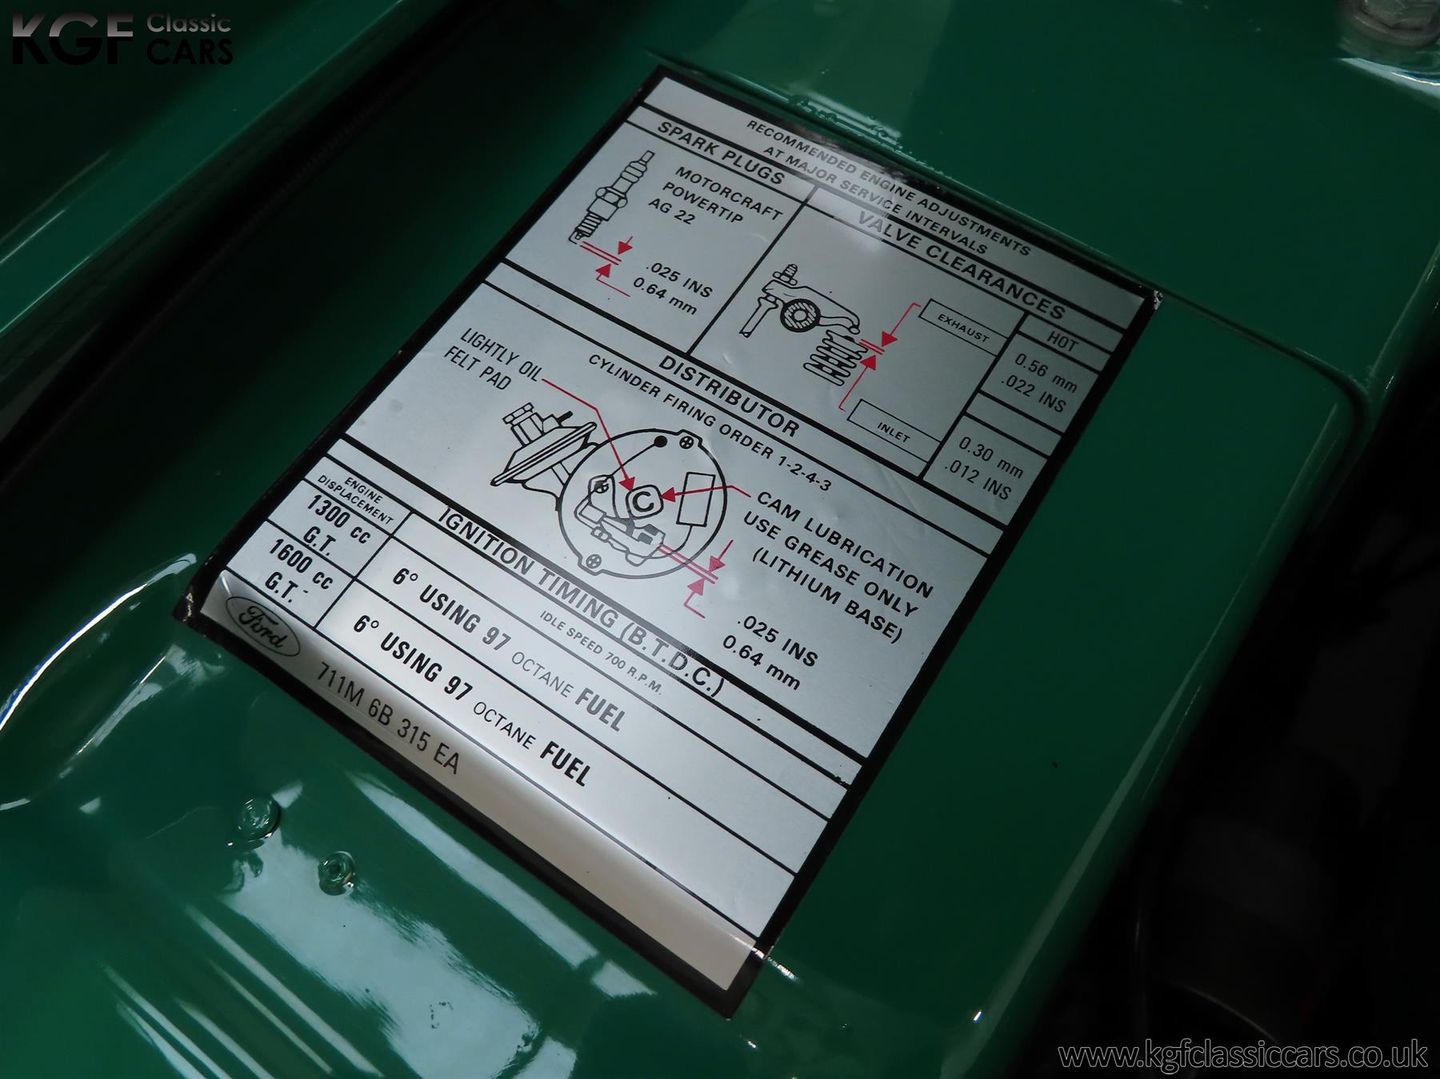 KGF Classic CARS
RECOMMENDED ENGINE ADJUSTMENTS
AT MAJOR SERVICE INTERVALS
SPARK PLUGS
MOTORCRAFT
POWERTIP
AG 22
.025 INS
0.64 mm
VALVE CLEARANCES
EXHAUST
INLET
HOT
0.56 mm
.022 INS
0.30 mm
.012 INS
DISTRIBUTOR
CYLINDER FIRING ORDER 1-2-4-3
LIGHTLY OIL
FELT PAD
CAM LUBRICATION
USE GREASE ONLY
(LITHIUM BASE)
.025 INS
0.64 mm
ENGINE
DISPLACEMENT
IGNITION TIMING (B.T.D.C.)
IDLE SPEED 700 R.P.M.
1300 cc
G.T.
6° USING 97 OCTANE FUEL
1600 cc
G.T.
6° USING 97 OCTANE FUEL
Ford
711M 6B 315 EA
www.kgfclassiccars.co.uk